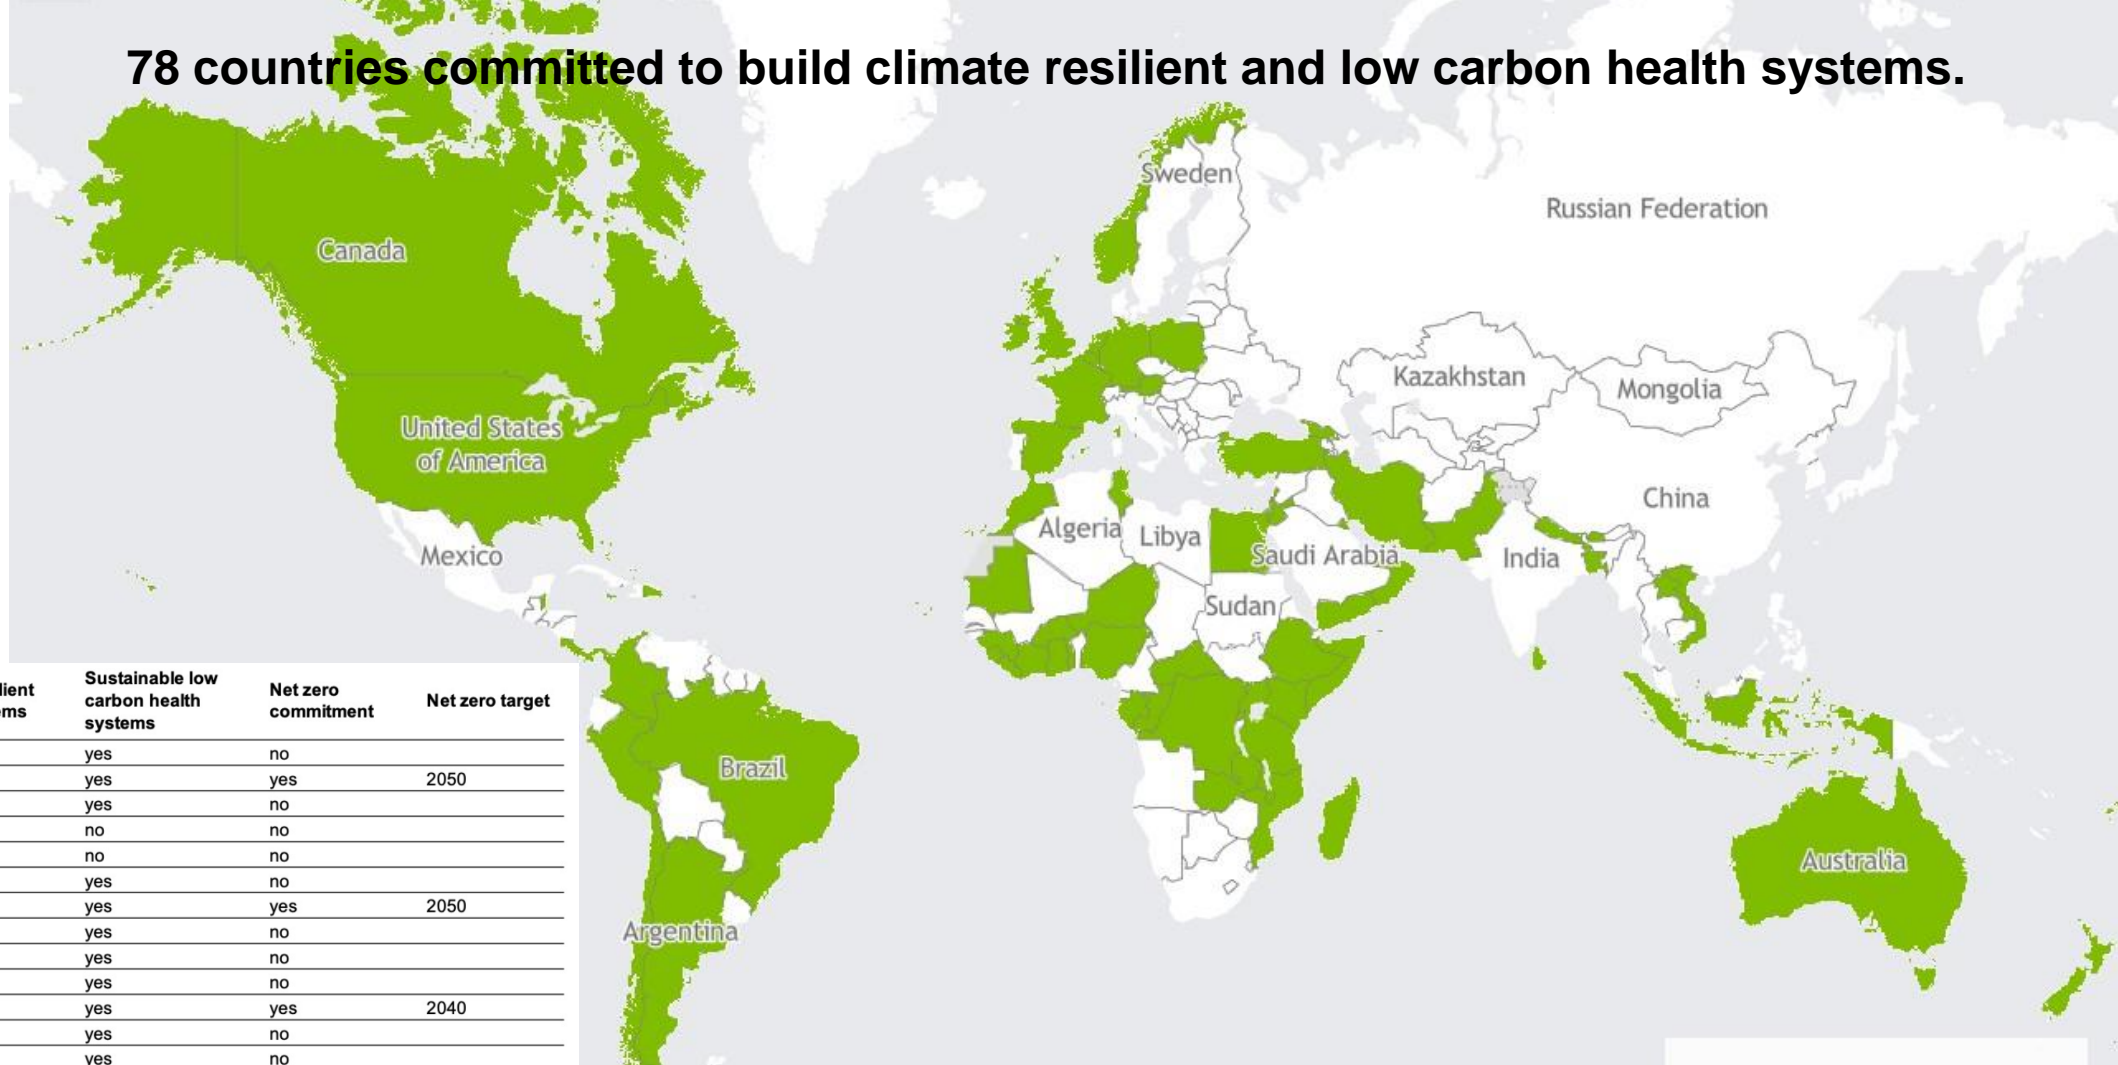 78 countries committed to build climate resilient and low carbon health systems.
Sweden
Russian Federation
Canada
Kazakhstan
Mongolia
United States
of America
China
Mexico
Algeria
Libya
Saudi Arabia
India
Sudan
Brazil
Australia
Argentina
Sustainable low
carbon health
systems
Net zero
commitment
Net zero target
yes no
yes yes 2050
yes no
no no
no no
yes no
yes yes 2050
yes no
yes no
yes no
yes yes 2040
yes no
yes no